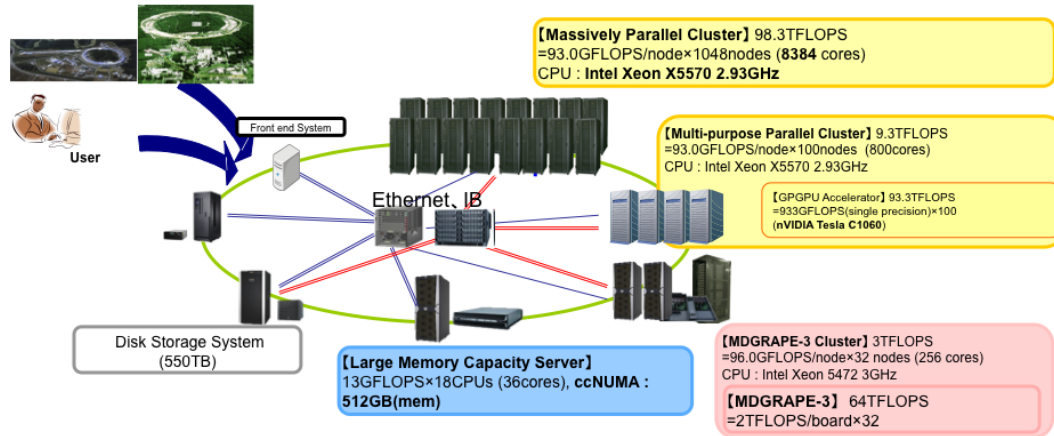 【Massively Parallel Cluster】 98.3TFLOPS
=93.0GFLOPS/node×1048nodes (8384 cores)
CPU : Intel Xeon X5570 2.93GHz
Front end System
User
【Multi-purpose Parallel Cluster】 9.3TFLOPS
=93.0GFLOPS/node×100nodes (800cores)
CPU : Intel Xeon X5570 2.93GHz
【GPGPU Accelerator】 93.3TFLOPS
=933GFLOPS(single precision)×100
(nVIDIA Tesla C1060)
Ethernet、IB
Disk Storage System
(550TB)
【Large Memory Capacity Server】
13GFLOPS×18CPUs (36cores), ccNUMA :
512GB(mem)
【MDGRAPE-3 Cluster】 3TFLOPS
=96.0GFLOPS/node×32 nodes (256 cores)
CPU : Intel Xeon 5472 3GHz
【MDGRAPE-3】 64TFLOPS
=2TFLOPS/board×32